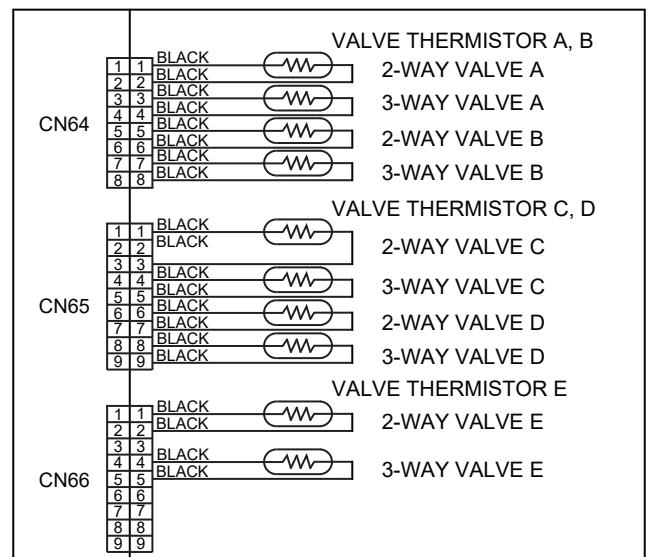 VALVE THERMISTOR A, B
CN64
1 1 BLACK
2 2 BLACK
2-WAY VALVE A
3 3 BLACK
4 4 BLACK
3-WAY VALVE A
5 5 BLACK
6 6 BLACK
2-WAY VALVE B
7 7 BLACK
8 8 BLACK
3-WAY VALVE B
VALVE THERMISTOR C, D
CN65
1 1 BLACK
2 2 BLACK
3 3
2-WAY VALVE C
4 4 BLACK
5 5 BLACK
3-WAY VALVE C
6 6 BLACK
7 7 BLACK
2-WAY VALVE D
8 8 BLACK
9 9 BLACK
3-WAY VALVE D
VALVE THERMISTOR E
CN66
1 1 BLACK
2 2 BLACK
2-WAY VALVE E
3 3
4 4 BLACK
5 5 BLACK
3-WAY VALVE E
6 6
7 7
8 8
9 9